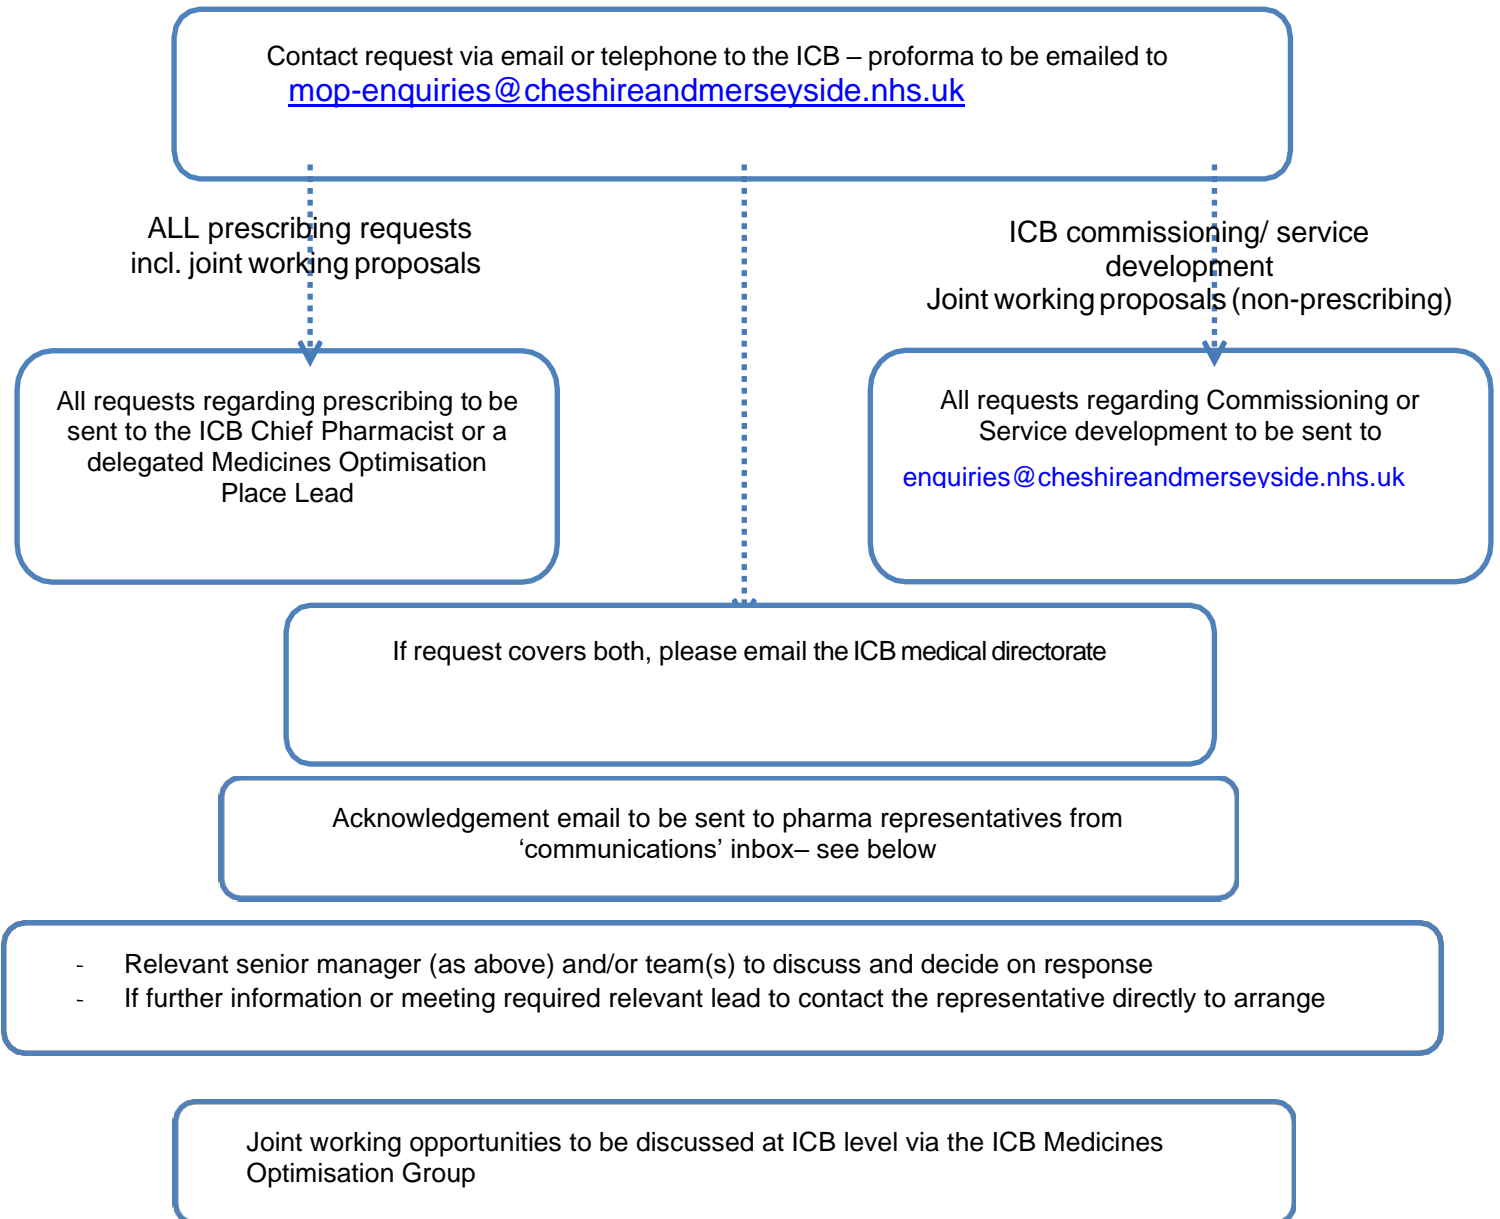 Contact request via email or telephone to the ICB – proforma to be emailed to
mop-enquiries@cheshireandmerseyside.nhs.uk
ALL prescribing requests
incl. joint working proposals
ICB commissioning/ service
development
Joint working proposals (non-prescribing)
All requests regarding prescribing to be
sent to the ICB Chief Pharmacist or a
delegated Medicines Optimisation
Place Lead
All requests regarding Commissioning or
Service development to be sent to
enquiries@cheshireandmerseyside.nhs.uk
If request covers both, please email the ICB medical directorate
Acknowledgement email to be sent to pharma representatives from
‘communications’ inbox– see below
- Relevant senior manager (as above) and/or team(s) to discuss and decide on response
- If further information or meeting required relevant lead to contact the representative directly to arrange
Joint working opportunities to be discussed at ICB level via the ICB Medicines
Optimisation Group